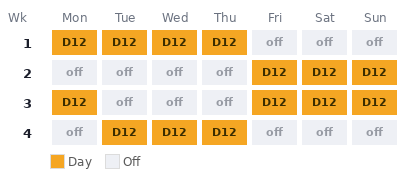 Wk Mon Tue Wed Thu Fri Sat Sun
1 D12 D12 D12 D12 off off off
2 off off off off D12 D12 D12
3 D12 off off off D12 D12 D12
4 off D12 D12 D12 off off off
Day Off